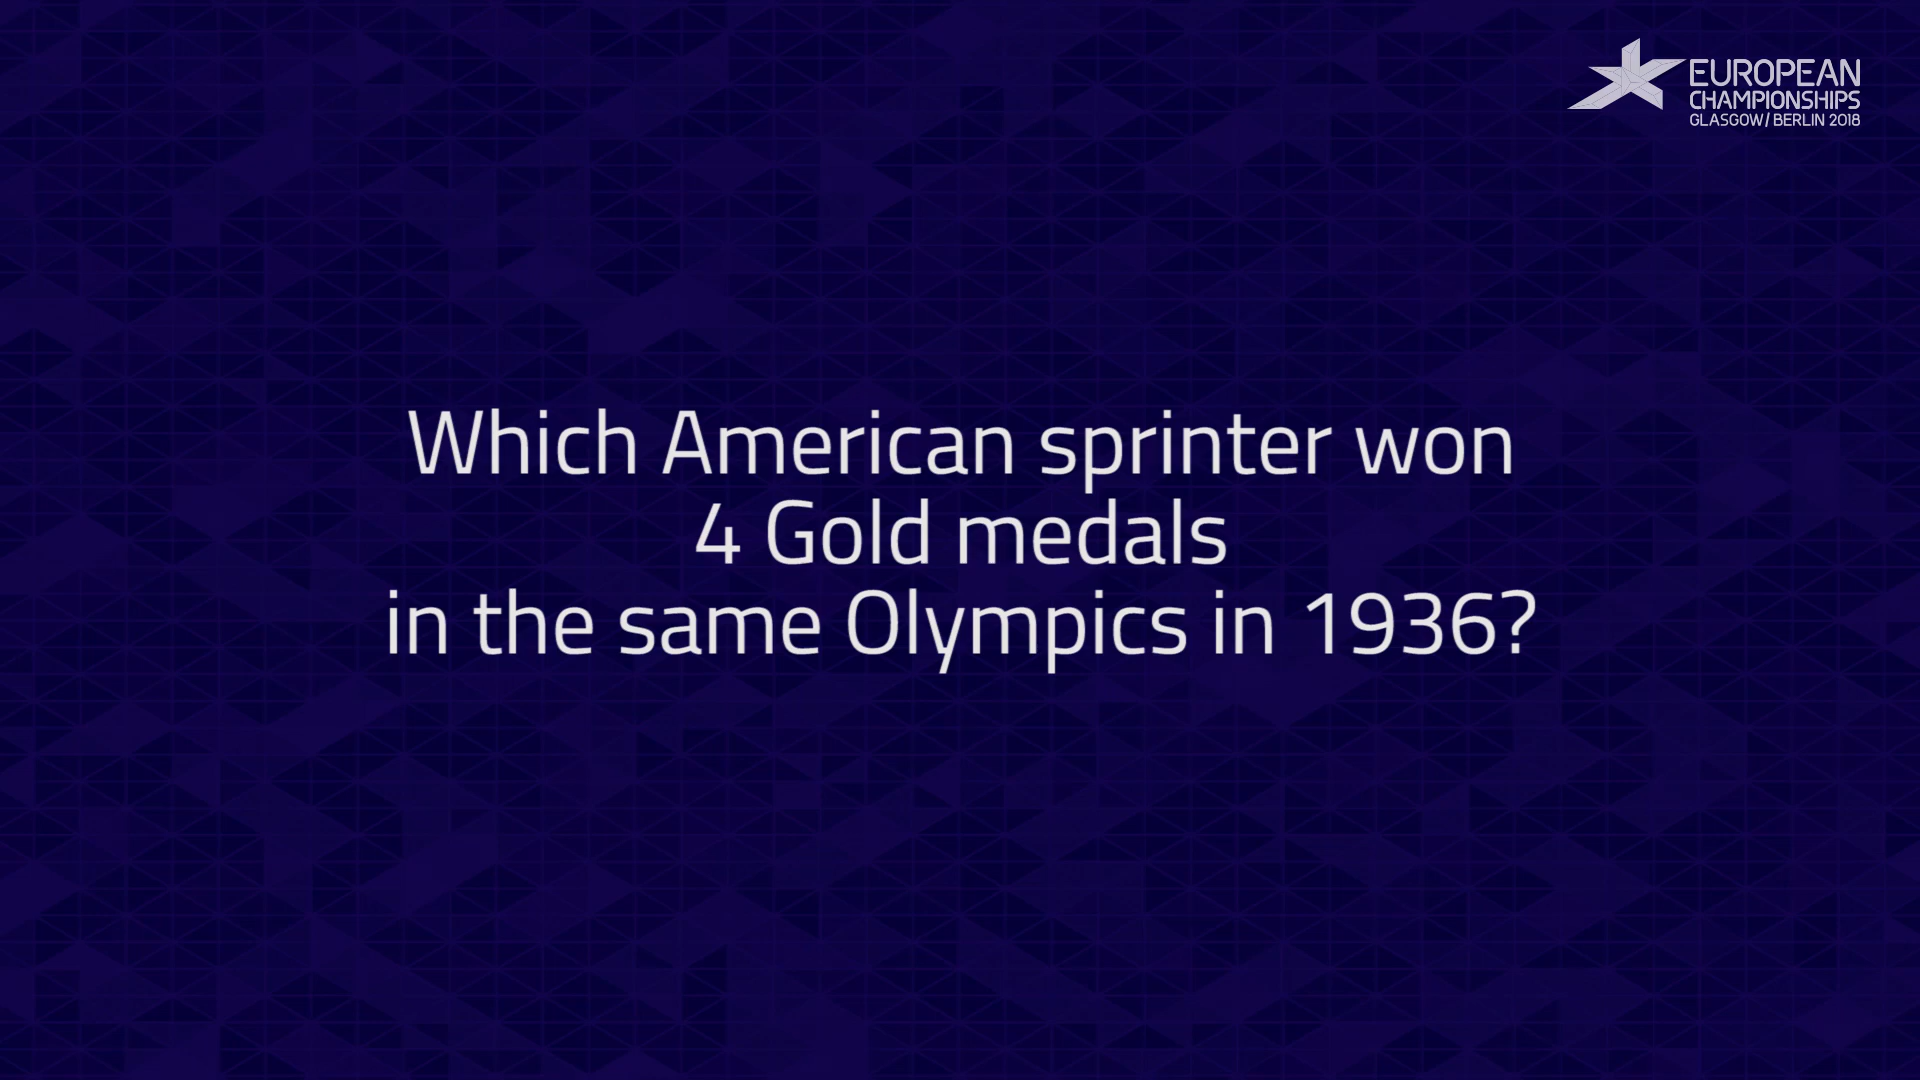 EUROPEAN
CHAMPIONSHIPS
GLASGOW/BERLIN 2018
Which American sprinter won
4 Gold medals
in the same Olympics in 1936?